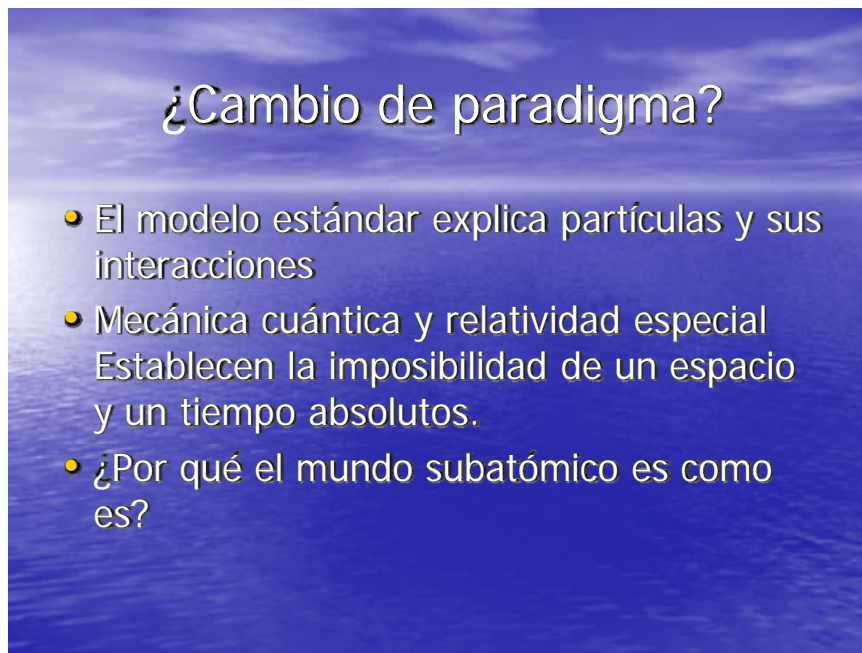 ¿Cambio de paradigma?
• El modelo estándar explica partículas y sus
interacciones
• Mecánica cuántica y relatividad especial
Establecen la imposibilidad de un espacio
y un tiempo absolutos.
• ¿Por qué el mundo subatómico es como
es?